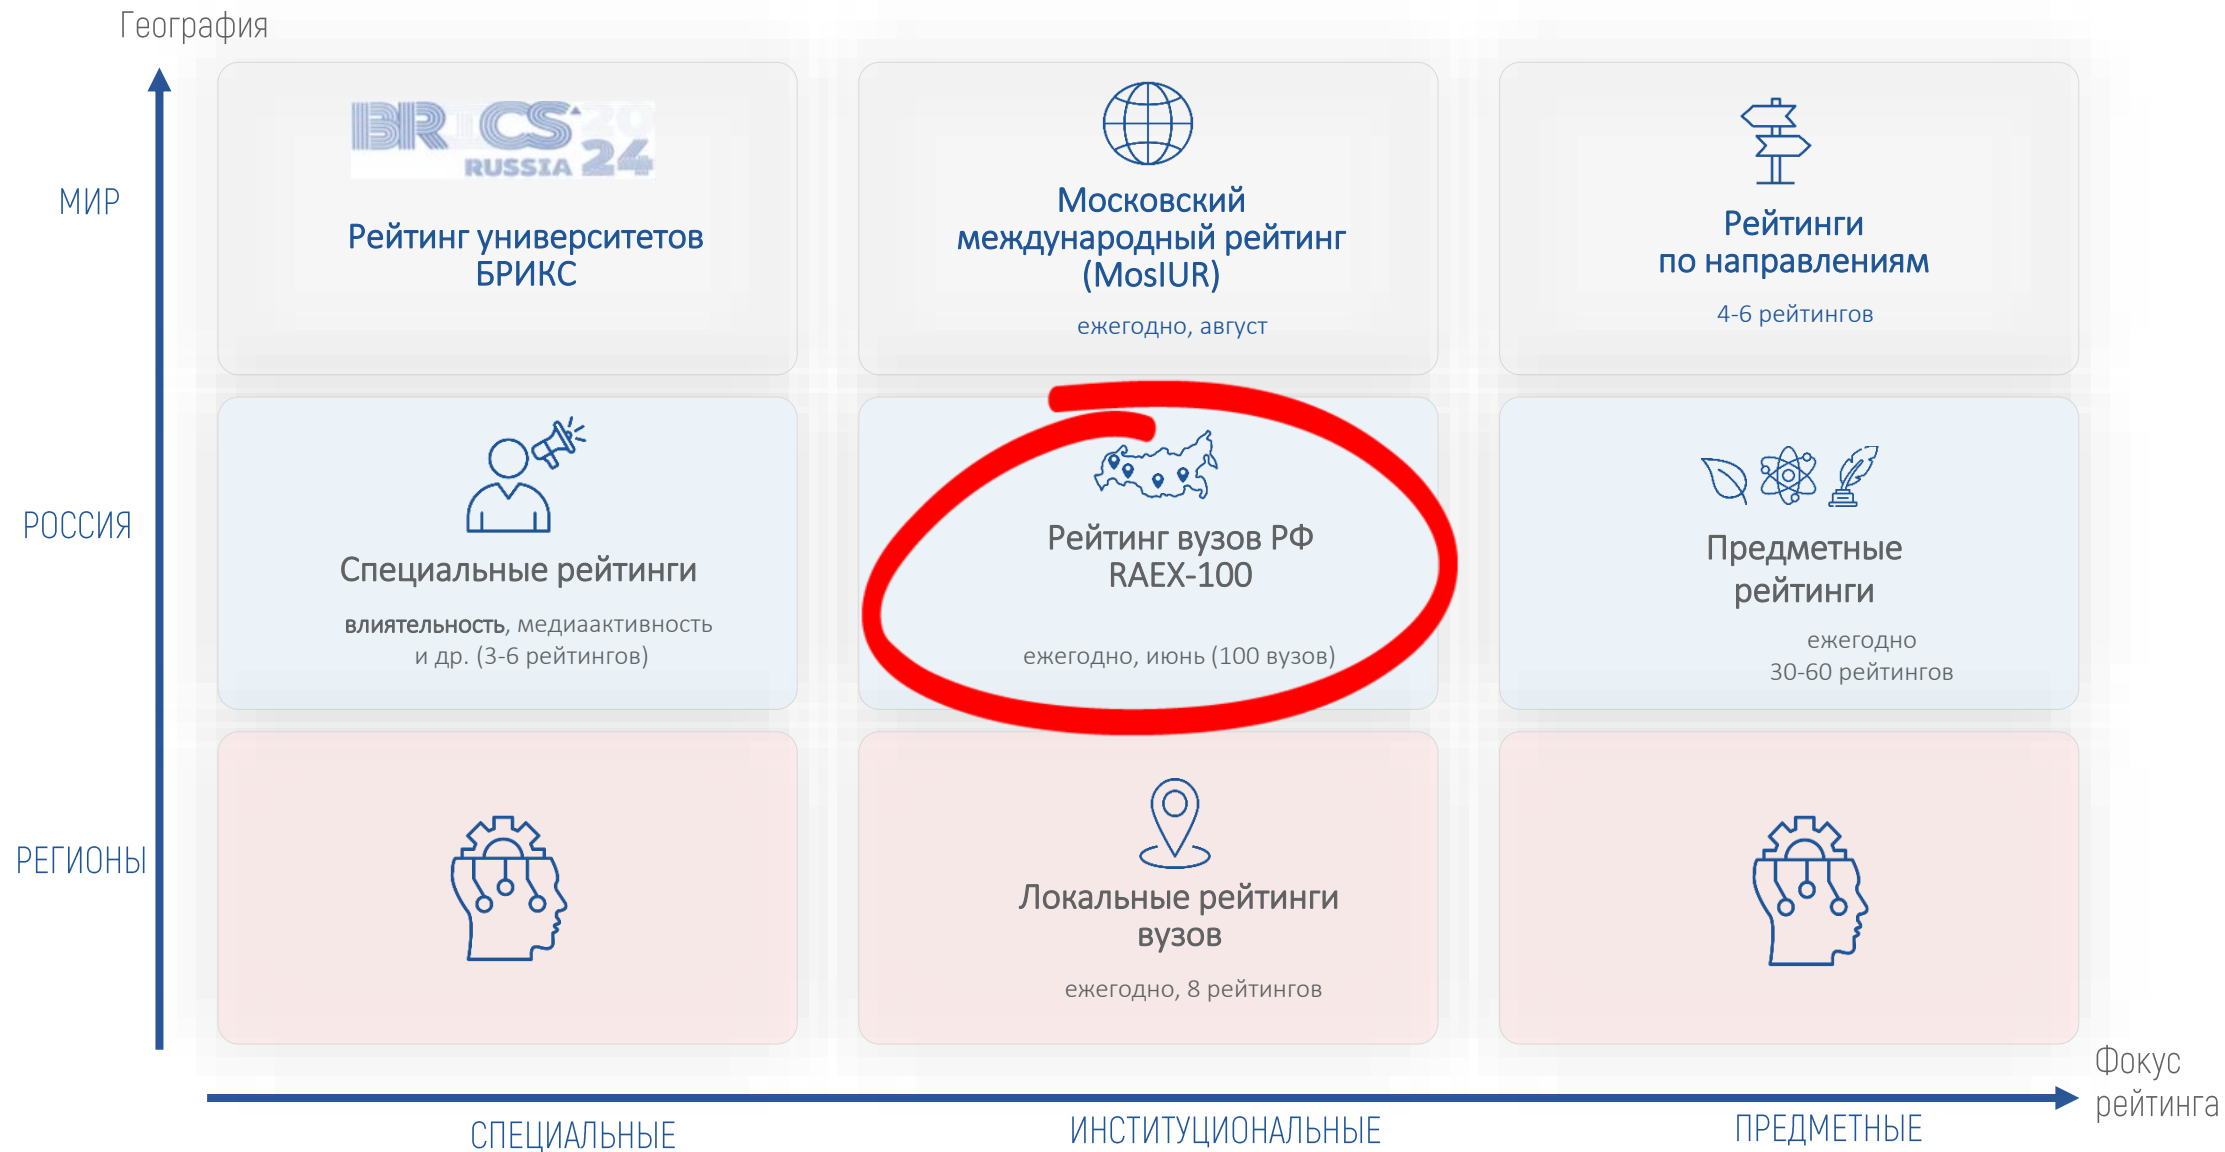 География
МИР
BRICS 2024
RUSSIA
Рейтинг университетов
БРИКС
Московский
международный рейтинг
(MosIUR)
ежегодно, август
Рейтинги
по направлениям
4-6 рейтингов
РОССИЯ
Специальные рейтинги
влиятельность, медиаактивность
и др. (3-6 рейтингов)
Рейтинг вузов РФ
RAEX-100
ежегодно, июнь (100 вузов)
Предметные
рейтинги
ежегодно
30-60 рейтингов
РЕГИОНЫ
Локальные рейтинги
вузов
ежегодно, 8 рейтингов
Фокус
рейтинга
СПЕЦИАЛЬНЫЕ
ИНСТИТУЦИОНАЛЬНЫЕ
ПРЕДМЕТНЫЕ